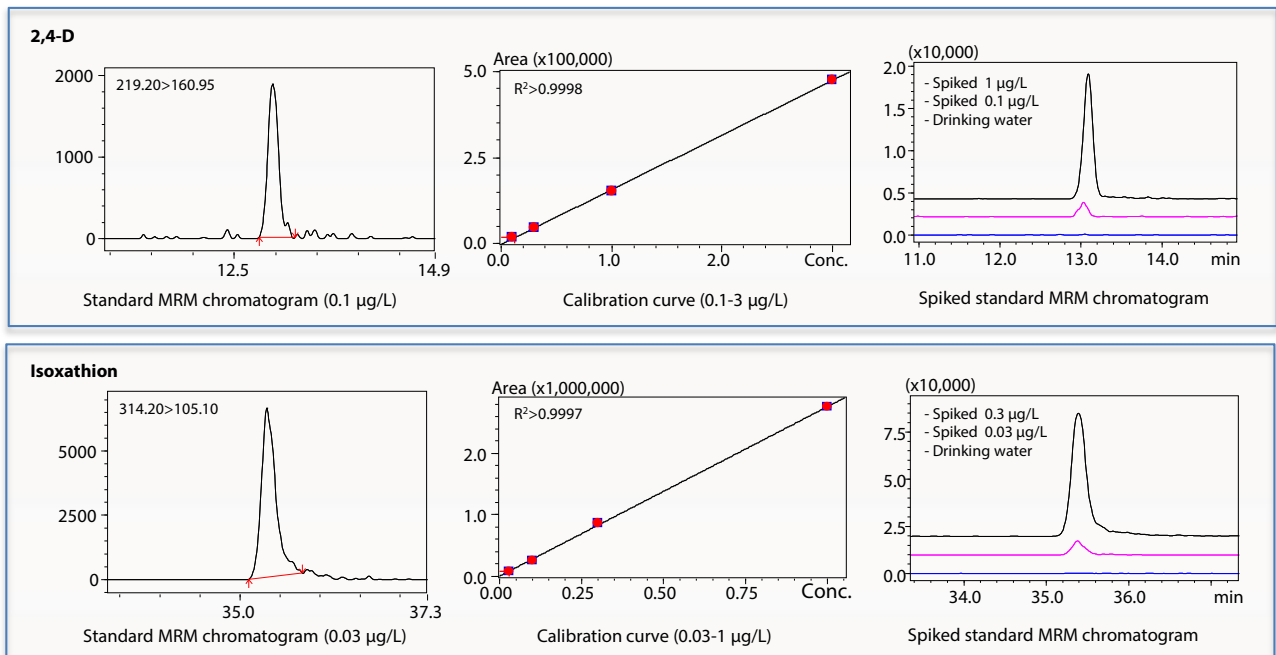 2,4-D
2000
1000
0
219.20>160.95
12.5 14.9
Standard MRM chromatogram (0.1 µg/L)
Area (x100,000)
5.0
2.5
0.0
R2>0.9998
0.0 1.0 2.0 Conc.
Calibration curve (0.1-3 µg/L)
(x10,000)
2.0
1.5
1.0
0.5
0.0
- Spiked 1 µg/L
- Spiked 0.1 µg/L
- Drinking water
11.0 12.0 13.0 14.0 min
Spiked standard MRM chromatogram
Isoxathion
314.20>105.10
5000
2500
0
35.0 37.3
Standard MRM chromatogram (0.03 µg/L)
Area (x1,000,000)
R2>0.9997
2.0
1.0
0.0
0.00 0.25 0.50 0.75 Conc.
Calibration curve (0.03-1 µg/L)
(x10,000)
- Spiked 0.3 µg/L
- Spiked 0.03 µg/L
- Drinking water
7.5
5.0
2.5
0.0
34.0 35.0 36.0 min
Spiked standard MRM chromatogram